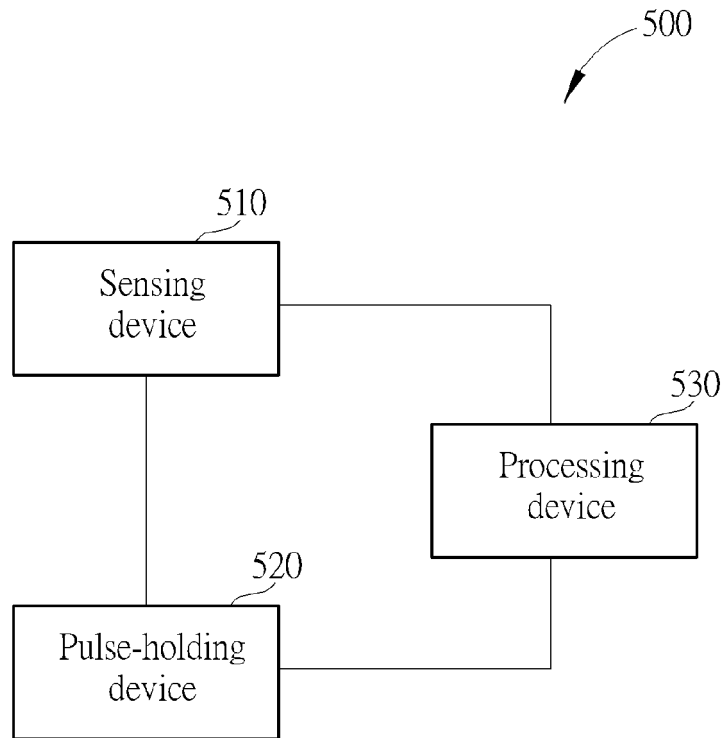 500
510
Sensing
device
530
Processing
device
520
Pulse-holding
device